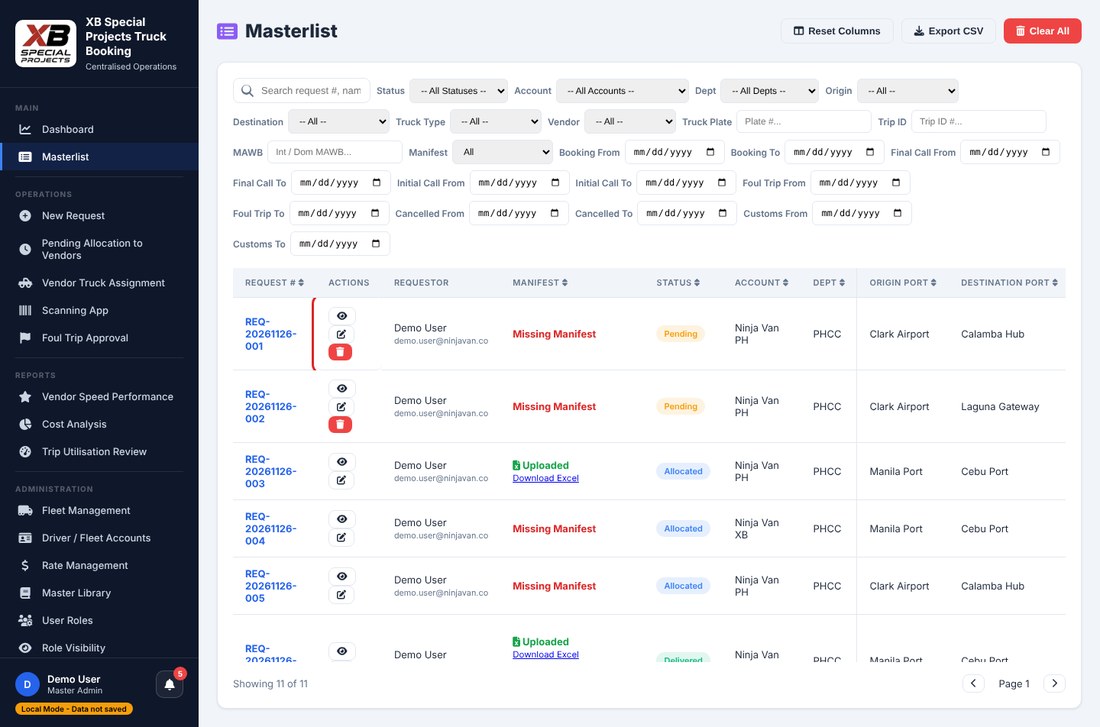 XB
SPECIAL
PROJECTS
XB Special
Projects Truck
Booking
Centralised Operations
MAIN
Dashboard
Masterlist
OPERATIONS
New Request
Pending Allocation to
Vendors
Vendor Truck Assignment
Scanning App
Foul Trip Approval
REPORTS
Vendor Speed Performance
Cost Analysis
Trip Utilisation Review
ADMINISTRATION
Fleet Management
Driver / Fleet Accounts
Rate Management
Master Library
User Roles
Role Visibility
D
Demo User
Master Admin
5
Local Mode - Data not saved
Masterlist
Reset Columns
Export CSV
Clear All
Search request #, nam
Status -- All Statuses --
Account -- All Accounts --
Dept -- All Depts --
Origin -- All --
Destination -- All --
Truck Type -- All --
Vendor -- All --
Truck Plate Plate #...
Trip ID Trip ID #...
MAWB Int / Dom MAWB...
Manifest All
Booking From mm/dd/yyyy
Booking To mm/dd/yyyy
Final Call From mm/dd/yyyy
Final Call To mm/dd/yyyy
Initial Call From mm/dd/yyyy
Initial Call To mm/dd/yyyy
Foul Trip From mm/dd/yyyy
Foul Trip To mm/dd/yyyy
Cancelled From mm/dd/yyyy
Cancelled To mm/dd/yyyy
Customs From mm/dd/yyyy
Customs To mm/dd/yyyy
REQUEST # ACTIONS REQUESTOR MANIFEST STATUS ACCOUNT DEPT ORIGIN PORT DESTINATION PORT
REQ-
20261126-
001
Demo User
demo.user@ninjavan.co
Missing Manifest
Pending
Ninja Van
PH
PHCC
Clark Airport
Calamba Hub
REQ-
20261126-
002
Demo User
demo.user@ninjavan.co
Missing Manifest
Pending
Ninja Van
PH
PHCC
Clark Airport
Laguna Gateway
REQ-
20261126-
003
Demo User
demo.user@ninjavan.co
Uploaded
Download Excel
Allocated
Ninja Van
PH
PHCC
Manila Port
Cebu Port
REQ-
20261126-
004
Demo User
demo.user@ninjavan.co
Missing Manifest
Allocated
Ninja Van
XB
PHCC
Manila Port
Cebu Port
REQ-
20261126-
005
Demo User
demo.user@ninjavan.co
Missing Manifest
Allocated
Ninja Van
PH
PHCC
Clark Airport
Calamba Hub
REQ-
20261126-
Demo User
Uploaded
Download Excel
Delivered
Ninja Van
PHCC
Manila Port
Cebu Port
Showing 11 of 11
Page 1